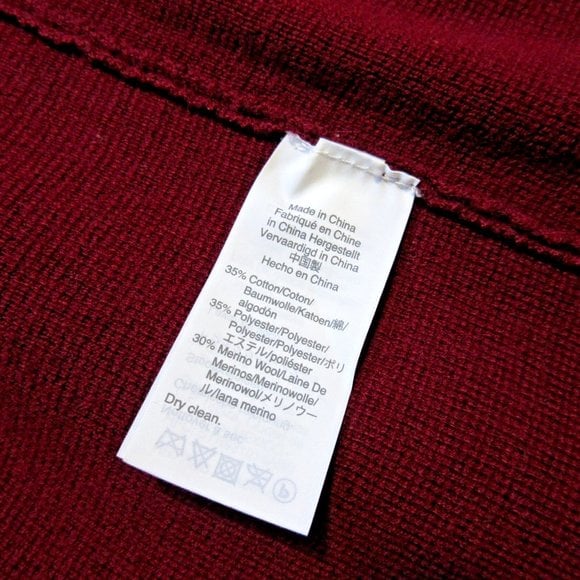 Made in China
Fabriqué en Chine
in China Hergestellt
Vervaardigd in China
中国製
Hecho en China
35% Cotton/Coton/
Baumwolle/Katoen/綿/
algodón
35% Polyester/Polyester/
Polyester/Polyester/ポリ
エステル/poliéster
30% Merino Wool/Laine De
Merinos/Merinowolle/
Merinowol/メリノウー
ル/lana merino
Dry clean.